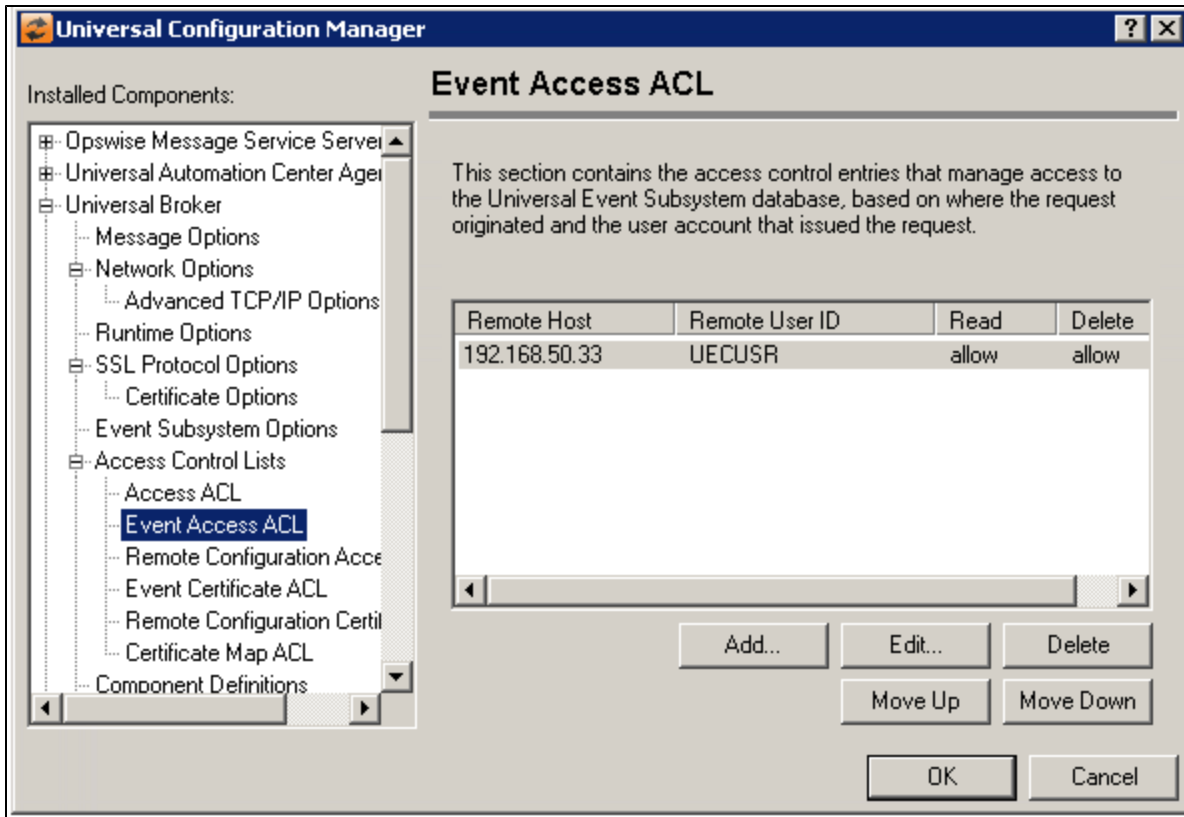 Universal Configuration Manager
Installed Components:
Opswise Message Service Server
Universal Automation Center Age
Universal Broker
Message Options
Network Options
Advanced TCP/IP Options
Runtime Options
SSL Protocol Options
Certificate Options
Event Subsystem Options
Access Control Lists
Access ACL
Event Access ACL
Remote Configuration Acce
Event Certificate ACL
Remote Configuration Certif
Certificate Map ACL
Component Definitions
Event Access ACL
This section contains the access control entries that manage access to
the Universal Event Subsystem database, based on where the request
originated and the user account that issued the request.
Remote Host Remote User ID Read Delete
192.168.50.33 UECUSR allow allow
Add... Edit... Delete
Move Up Move Down
OK Cancel